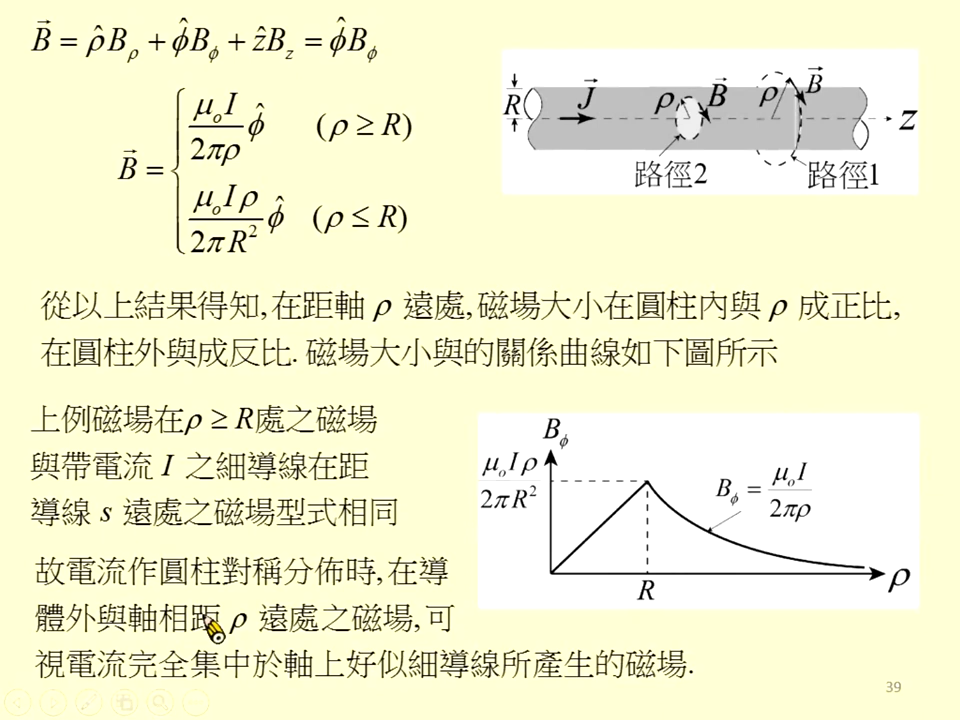 B⃗ = ρ̂B_ρ + φ̂B_φ + ẑB_z = φ̂B_φ
B⃗ = { μ_oI / 2πρ φ̂ (ρ ≥ R)
μ_oIρ / 2πR² φ̂ (ρ ≤ R)
R J⃗ ρ B⃗ ρ B⃗ z
路徑2 路徑1
從以上結果得知,在距軸 ρ 遠處,磁場大小在圓柱內與 ρ 成正比,
在圓柱外與成反比. 磁場大小與的關係曲線如下圖所示
上例磁場在ρ ≥ R處之磁場
與帶電流 I 之細導線在距
導線 s 遠處之磁場型式相同
故電流作圓柱對稱分佈時,在導
體外與軸相距 ρ 遠處之磁場,可
視電流完全集中於軸上好似細導線所產生的磁場.
B_φ
μ_oIρ / 2πR²
B_φ = μ_oI / 2πρ
R
ρ
39